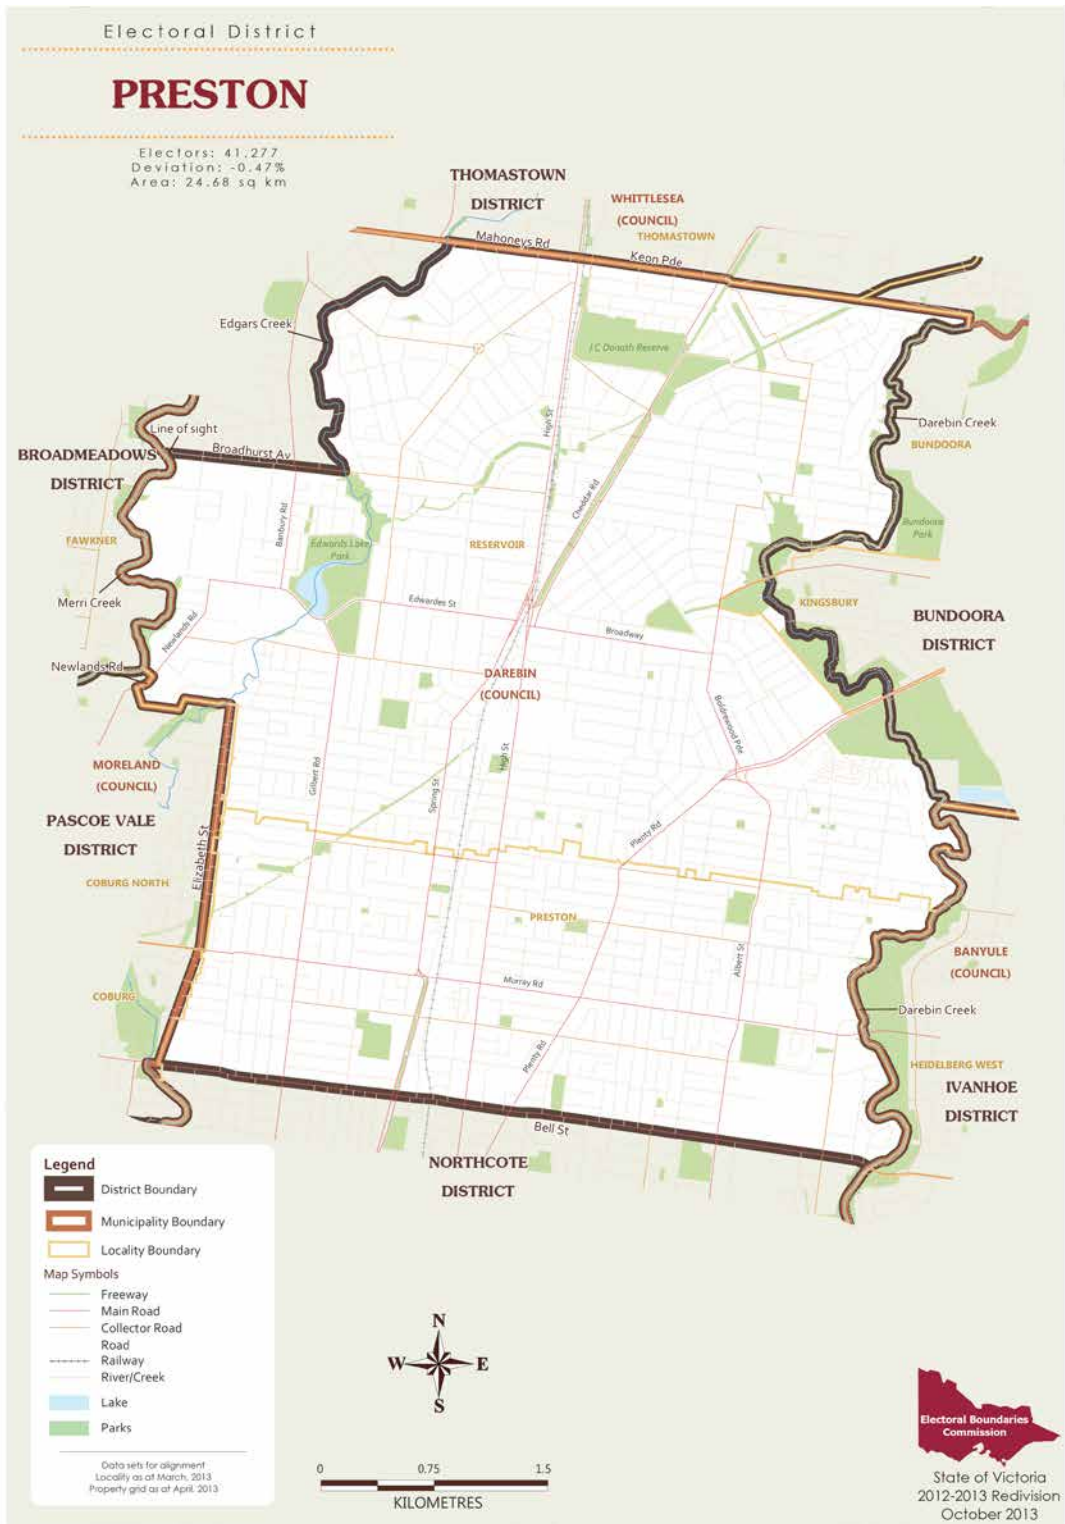 Electoral District
PRESTON
Electors: 41,277
Deviation: -0.47%
Area: 24.68 sq km
THOMASTOWN
DISTRICT
WHITTLESEA
(COUNCIL)
THOMASTOWN
Mahoneys Rd
Keon Pde
Edgars Creek
J C Donath Reserve
Line of sight
Broadhurst Av
High St
Darebin Creek
BUNDOORA
BROADMEADOWS
DISTRICT
Banbury Rd
Cheddar Rd
Bundoora
Park
FAWKNER
Edwards Lake
Park
RESERVOIR
Merri Creek
Edwardes St
KINGSBURY
BUNDOORA
DISTRICT
Newlands Rd
Broadway
Newlands Rd
DAREBIN
(COUNCIL)
Boldrewood Pde
MORELAND
(COUNCIL)
Gilbert Rd
Spring St
High St
PASCOE VALE
DISTRICT
Elizabeth St
Plenty Rd
COBURG NORTH
PRESTON
Albert St
BANYULE
(COUNCIL)
Murray Rd
COBURG
Darebin Creek
Plenty Rd
HEIDELBERG WEST
IVANHOE
DISTRICT
Bell St
NORTHCOTE
DISTRICT
Legend
District Boundary
Municipality Boundary
Locality Boundary
Map Symbols
Freeway
Main Road
Collector Road
Road
Railway
River/Creek
Lake
Parks
Data sets for alignment
Locality as at March, 2013
Property grid as at April, 2013
N
W E
S
0 0.75 1.5
KILOMETRES
Electoral Boundaries
Commission
State of Victoria
2012-2013 Redivision
October 2013